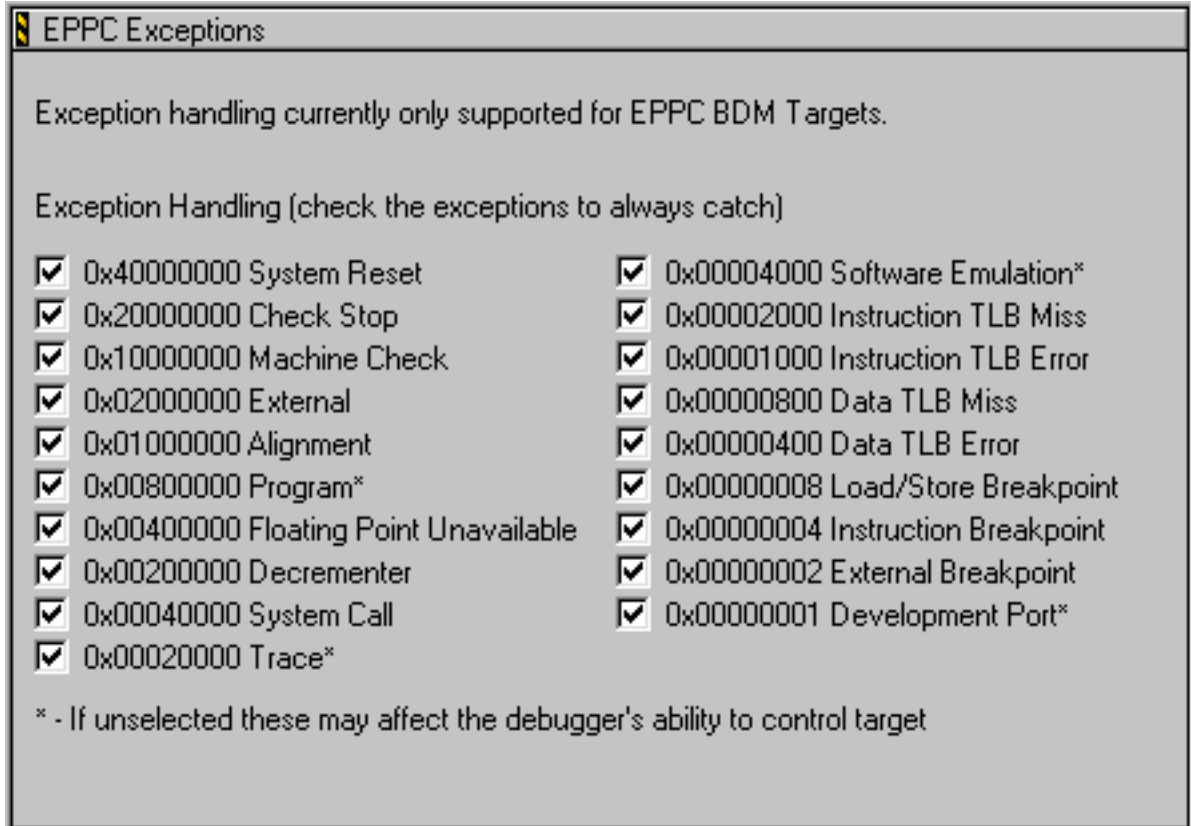 EPPC Exceptions
Exception handling currently only supported for EPPC BDM Targets.
Exception Handling (check the exceptions to always catch)
0x40000000 System Reset
0x20000000 Check Stop
0x10000000 Machine Check
0x02000000 External
0x01000000 Alignment
0x00800000 Program*
0x00400000 Floating Point Unavailable
0x00200000 Decrementer
0x00040000 System Call
0x00020000 Trace*
0x00004000 Software Emulation*
0x00002000 Instruction TLB Miss
0x00001000 Instruction TLB Error
0x00000800 Data TLB Miss
0x00000400 Data TLB Error
0x00000008 Load/Store Breakpoint
0x00000004 Instruction Breakpoint
0x00000002 External Breakpoint
0x00000001 Development Port*
* - If unselected these may affect the debugger's ability to control target